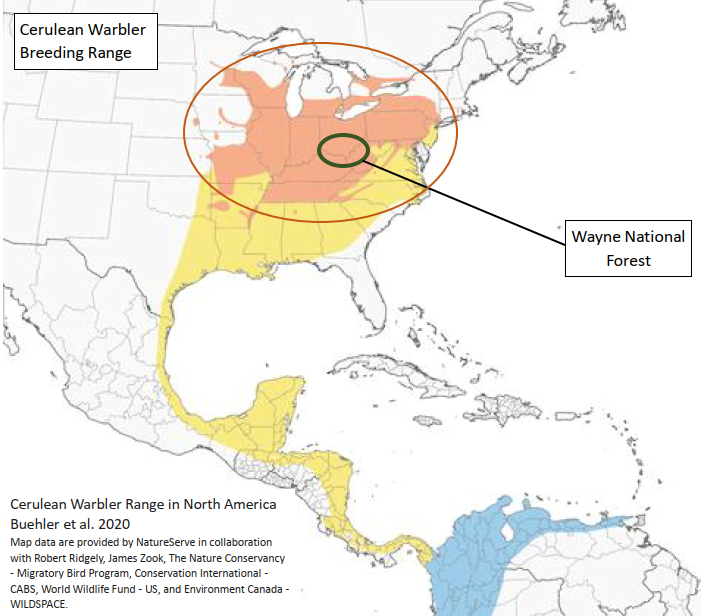 Cerulean Warbler
Breeding Range
Wayne National
Forest
Cerulean Warbler Range in North America
Buehler et al. 2020
Map data are provided by NatureServe in collaboration
with Robert Ridgely, James Zook, The Nature Conservancy
- Migratory Bird Program, Conservation International -
CABS, World Wildlife Fund - US, and Environment Canada -
WILDSPACE.